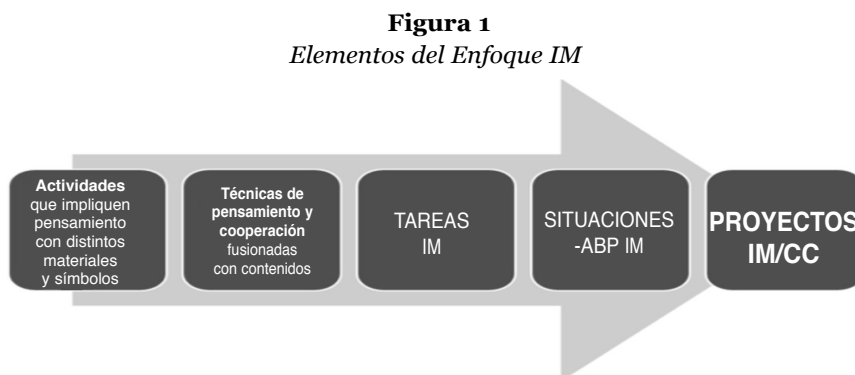 Figura 1
Elementos del Enfoque IM
Actividades
que impliquen
pensamiento
con distintos
materiales
y símbolos
Técnicas de
pensamiento y
cooperación
fusionadas
con contenidos
TAREAS
IM
SITUACIONES
-ABP IM
PROYECTOS
IM/CC